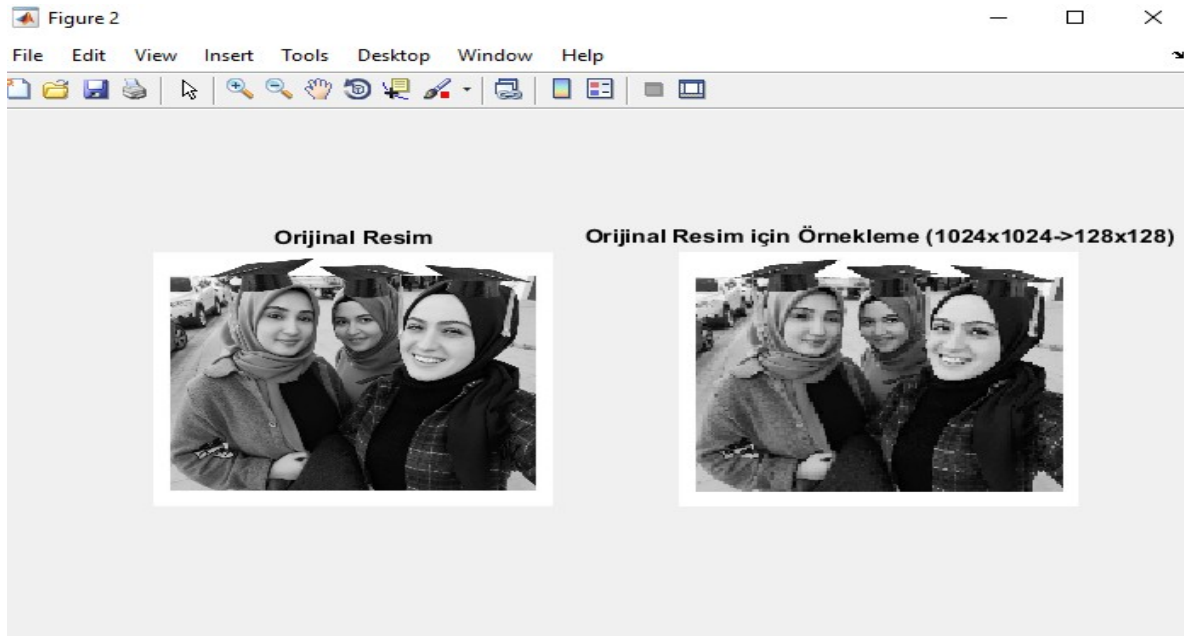 Figure 2
File Edit View Insert Tools Desktop Window Help
Orijinal Resim
Orijinal Resim için Örnekleme (1024x1024->128x128)